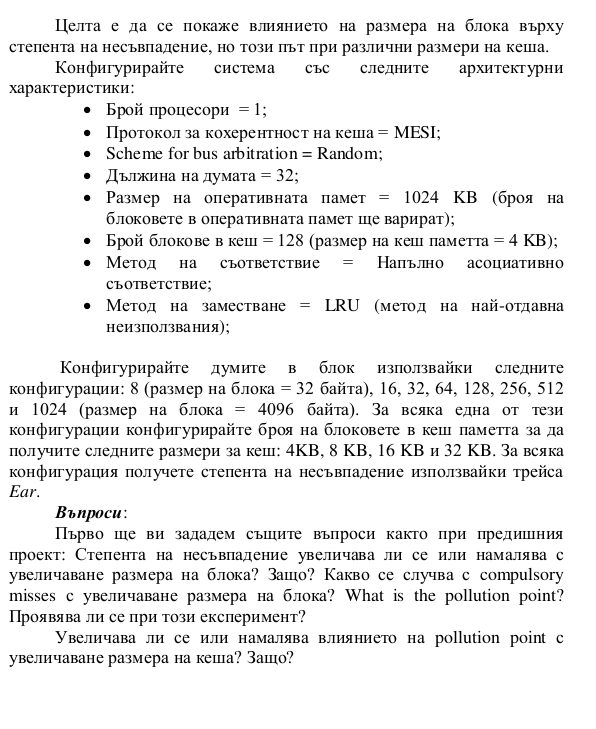 Целта е да се покаже влиянието на размера на блока върху
степента на несъвпадение, но този път при различни размери на кеша.
Конфигурирайте система със следните архитектурни
характеристики:
• Брой процесори = 1;
• Протокол за кохерентност на кеша = MESI;
• Scheme for bus arbitration = Random;
• Дължина на думата = 32;
• Размер на оперативната памет = 1024 KB (броя на
блоковете в оперативната памет ще варират);
• Брой блокове в кеш = 128 (размер на кеш паметта = 4 KB);
• Метод на съответствие = Напълно асоциативно
съответствие;
• Метод на заместване = LRU (метод на най-отдавна
неизползвания);
Конфигурирайте думите в блок използвайки следните
конфигурации: 8 (размер на блока = 32 байта), 16, 32, 64, 128, 256, 512
и 1024 (размер на блока = 4096 байта). За всяка една от тези
конфигурации конфигурирайте броя на блоковете в кеш паметта за да
получите следните размери за кеш: 4KB, 8 KB, 16 KB и 32 KB. За всяка
конфигурация получете степента на несъвпадение използвайки трейса
Ear.
Въпроси:
Първо ще ви зададем същите въпроси както при предишния
проект: Степента на несъвпадение увеличава ли се или намалява с
увеличаване размера на блока? Защо? Какво се случва с compulsory
misses с увеличаване размера на блока? What is the pollution point?
Проявява ли се при този експеримент?
Увеличава ли се или намалява влиянието на pollution point с
увеличаване размера на кеша? Защо?